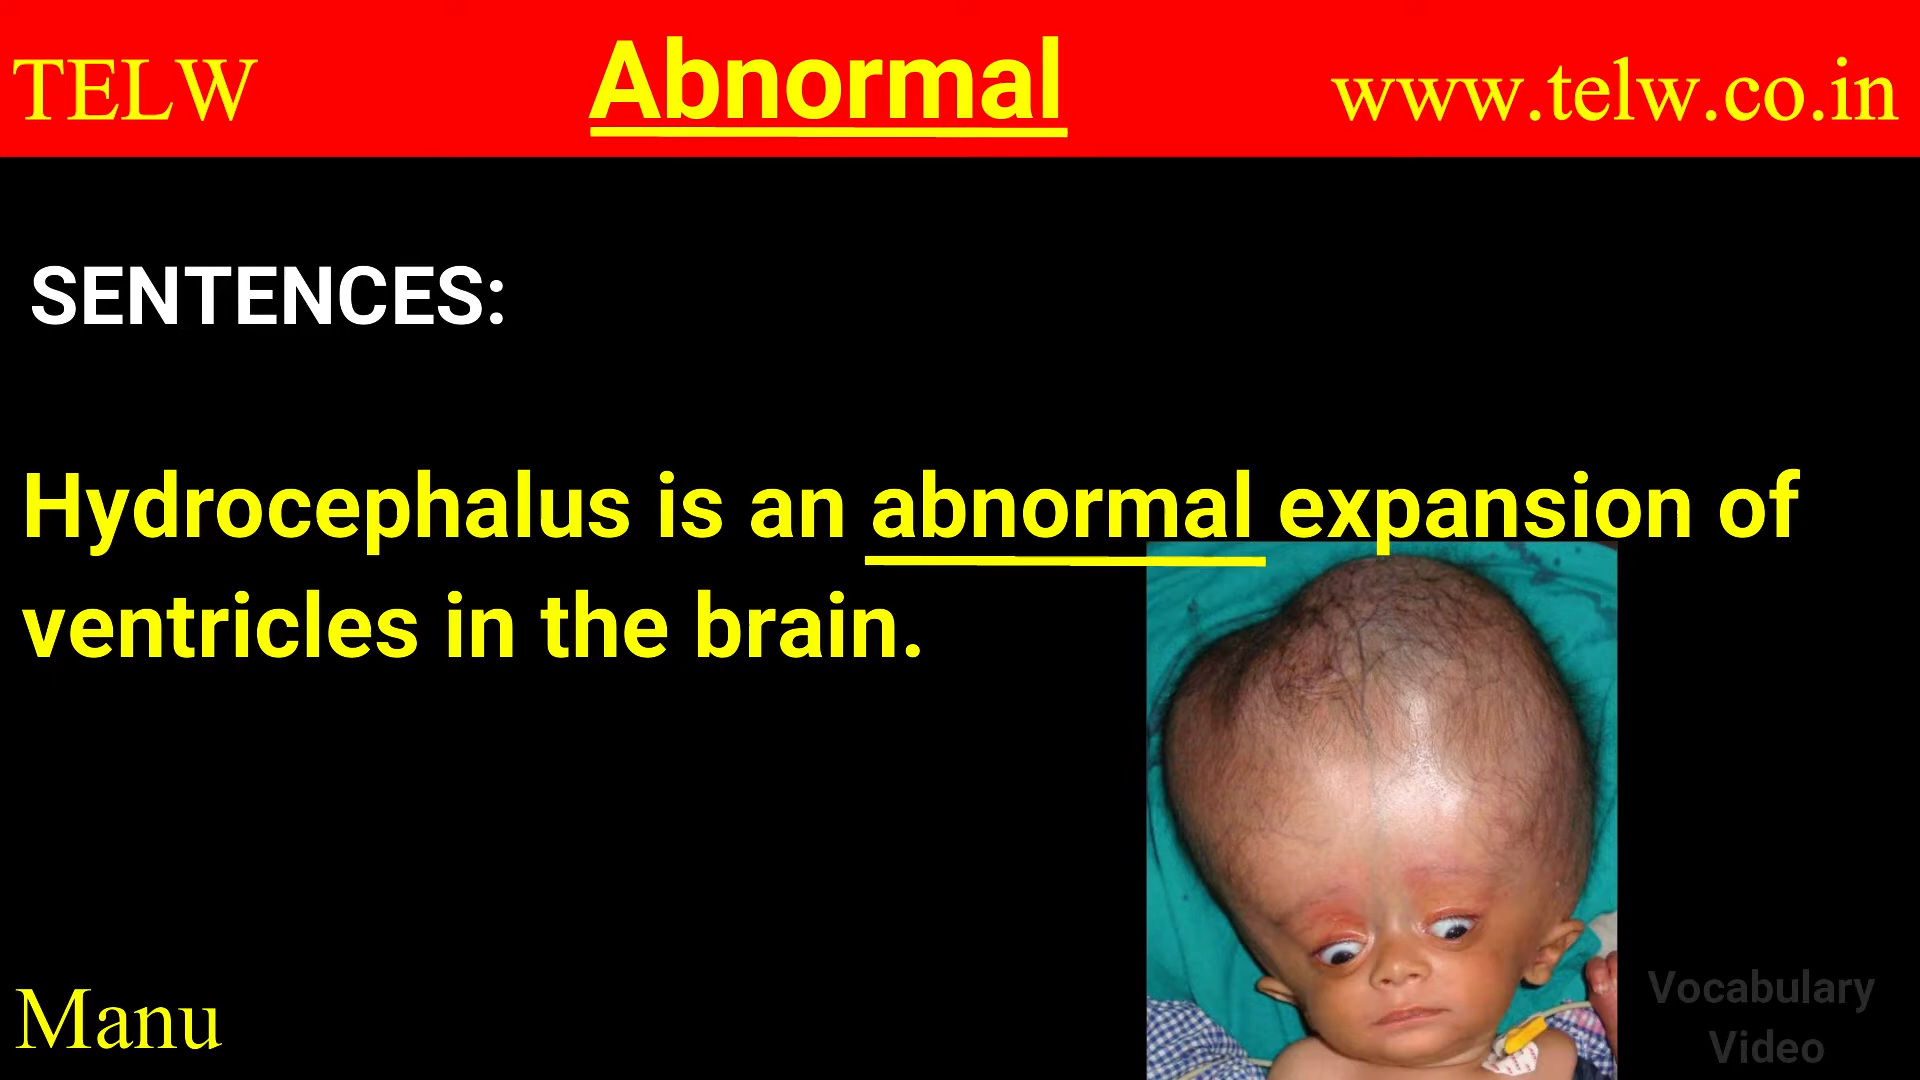 TELW
Abnormal
www.telw.co.in
SENTENCES:
Hydrocephalus is an abnormal expansion of
ventricles in the brain.
Manu
Vocabulary
Video